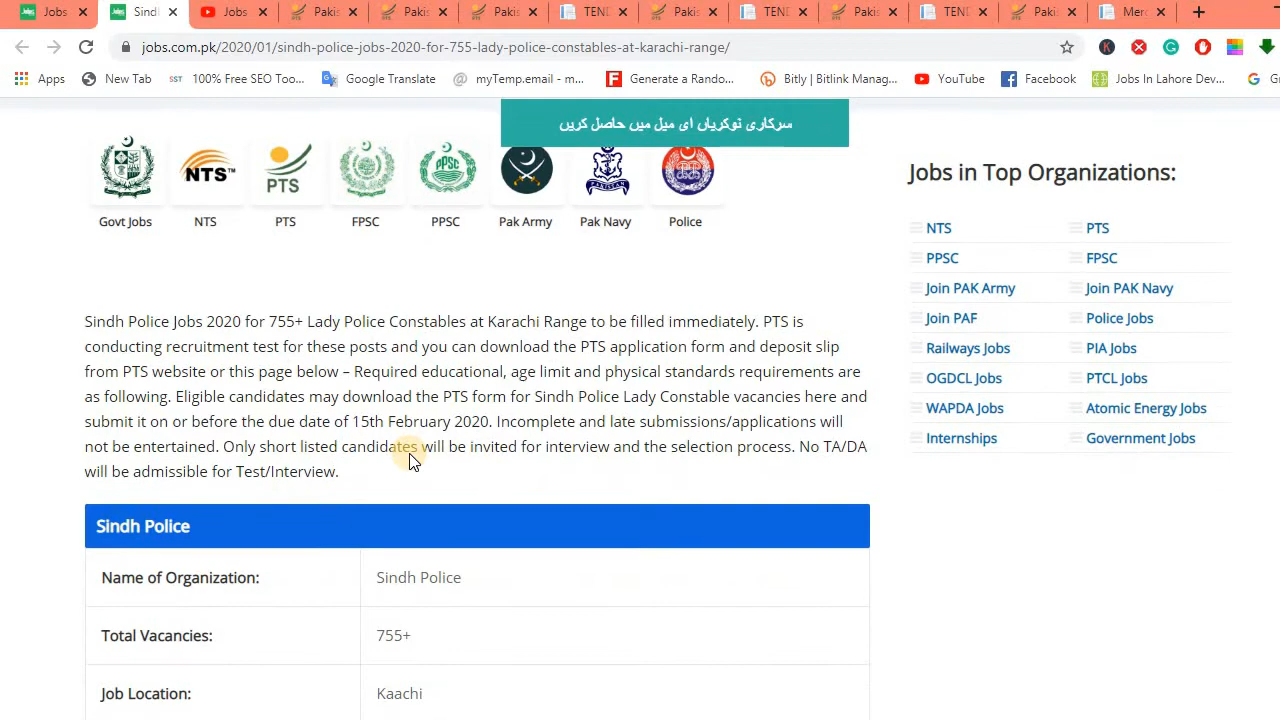 Jobs
Sind
Jobs
Pakis
Pakis
Pakis
TEND
Pakis
TEND
Pakis
TEND
Pakis
Merc
jobs.com.pk/2020/01/sindh-police-jobs-2020-for-755-lady-police-constables-at-karachi-range/
Apps
New Tab
SST 100% Free SEO Too...
Google Translate
myTemp.email - m...
Generate a Rando...
Bitly | Bitlink Manag...
YouTube
Facebook
Jobs In Lahore Dev...
سرکاری نوکریاں ای میل میں حاصل کریں
NTS
PTS
PPSC
PAKISTAN
Govt Jobs
NTS
PTS
FPSC
PPSC
Pak Army
Pak Navy
Police
Sindh Police Jobs 2020 for 755+ Lady Police Constables at Karachi Range to be filled immediately. PTS is
conducting recruitment test for these posts and you can download the PTS application form and deposit slip
from PTS website or this page below – Required educational, age limit and physical standards requirements are
as following. Eligible candidates may download the PTS form for Sindh Police Lady Constable vacancies here and
submit it on or before the due date of 15th February 2020. Incomplete and late submissions/applications will
not be entertained. Only short listed candidates will be invited for interview and the selection process. No TA/DA
will be admissible for Test/Interview.
Sindh Police
Name of Organization: Sindh Police
Total Vacancies: 755+
Job Location: Kaachi
Jobs in Top Organizations:
NTS PTS
PPSC FPSC
Join PAK Army Join PAK Navy
Join PAF Police Jobs
Railways Jobs PIA Jobs
OGDCL Jobs PTCL Jobs
WAPDA Jobs Atomic Energy Jobs
Internships Government Jobs